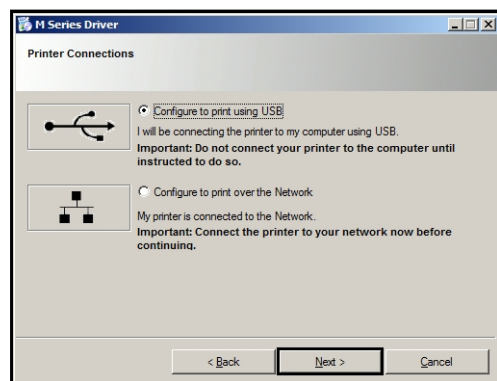 M Series Driver
Printer Connections
Configure to print using USB
I will be connecting the printer to my computer using USB.
Important: Do not connect your printer to the computer until
instructed to do so.
Configure to print over the Network
My printer is connected to the Network.
Important: Connect the printer to your network now before
continuing.
< Back
Next >
Cancel